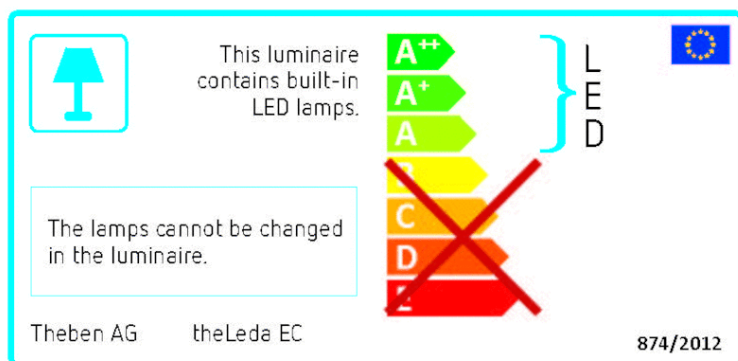 This luminaire
contains built-in
LED lamps.
The lamps cannot be changed
in the luminaire.
Theben AG theLeda EC
A++
A+
A
B
C
D
E
L
E
D
874/2012